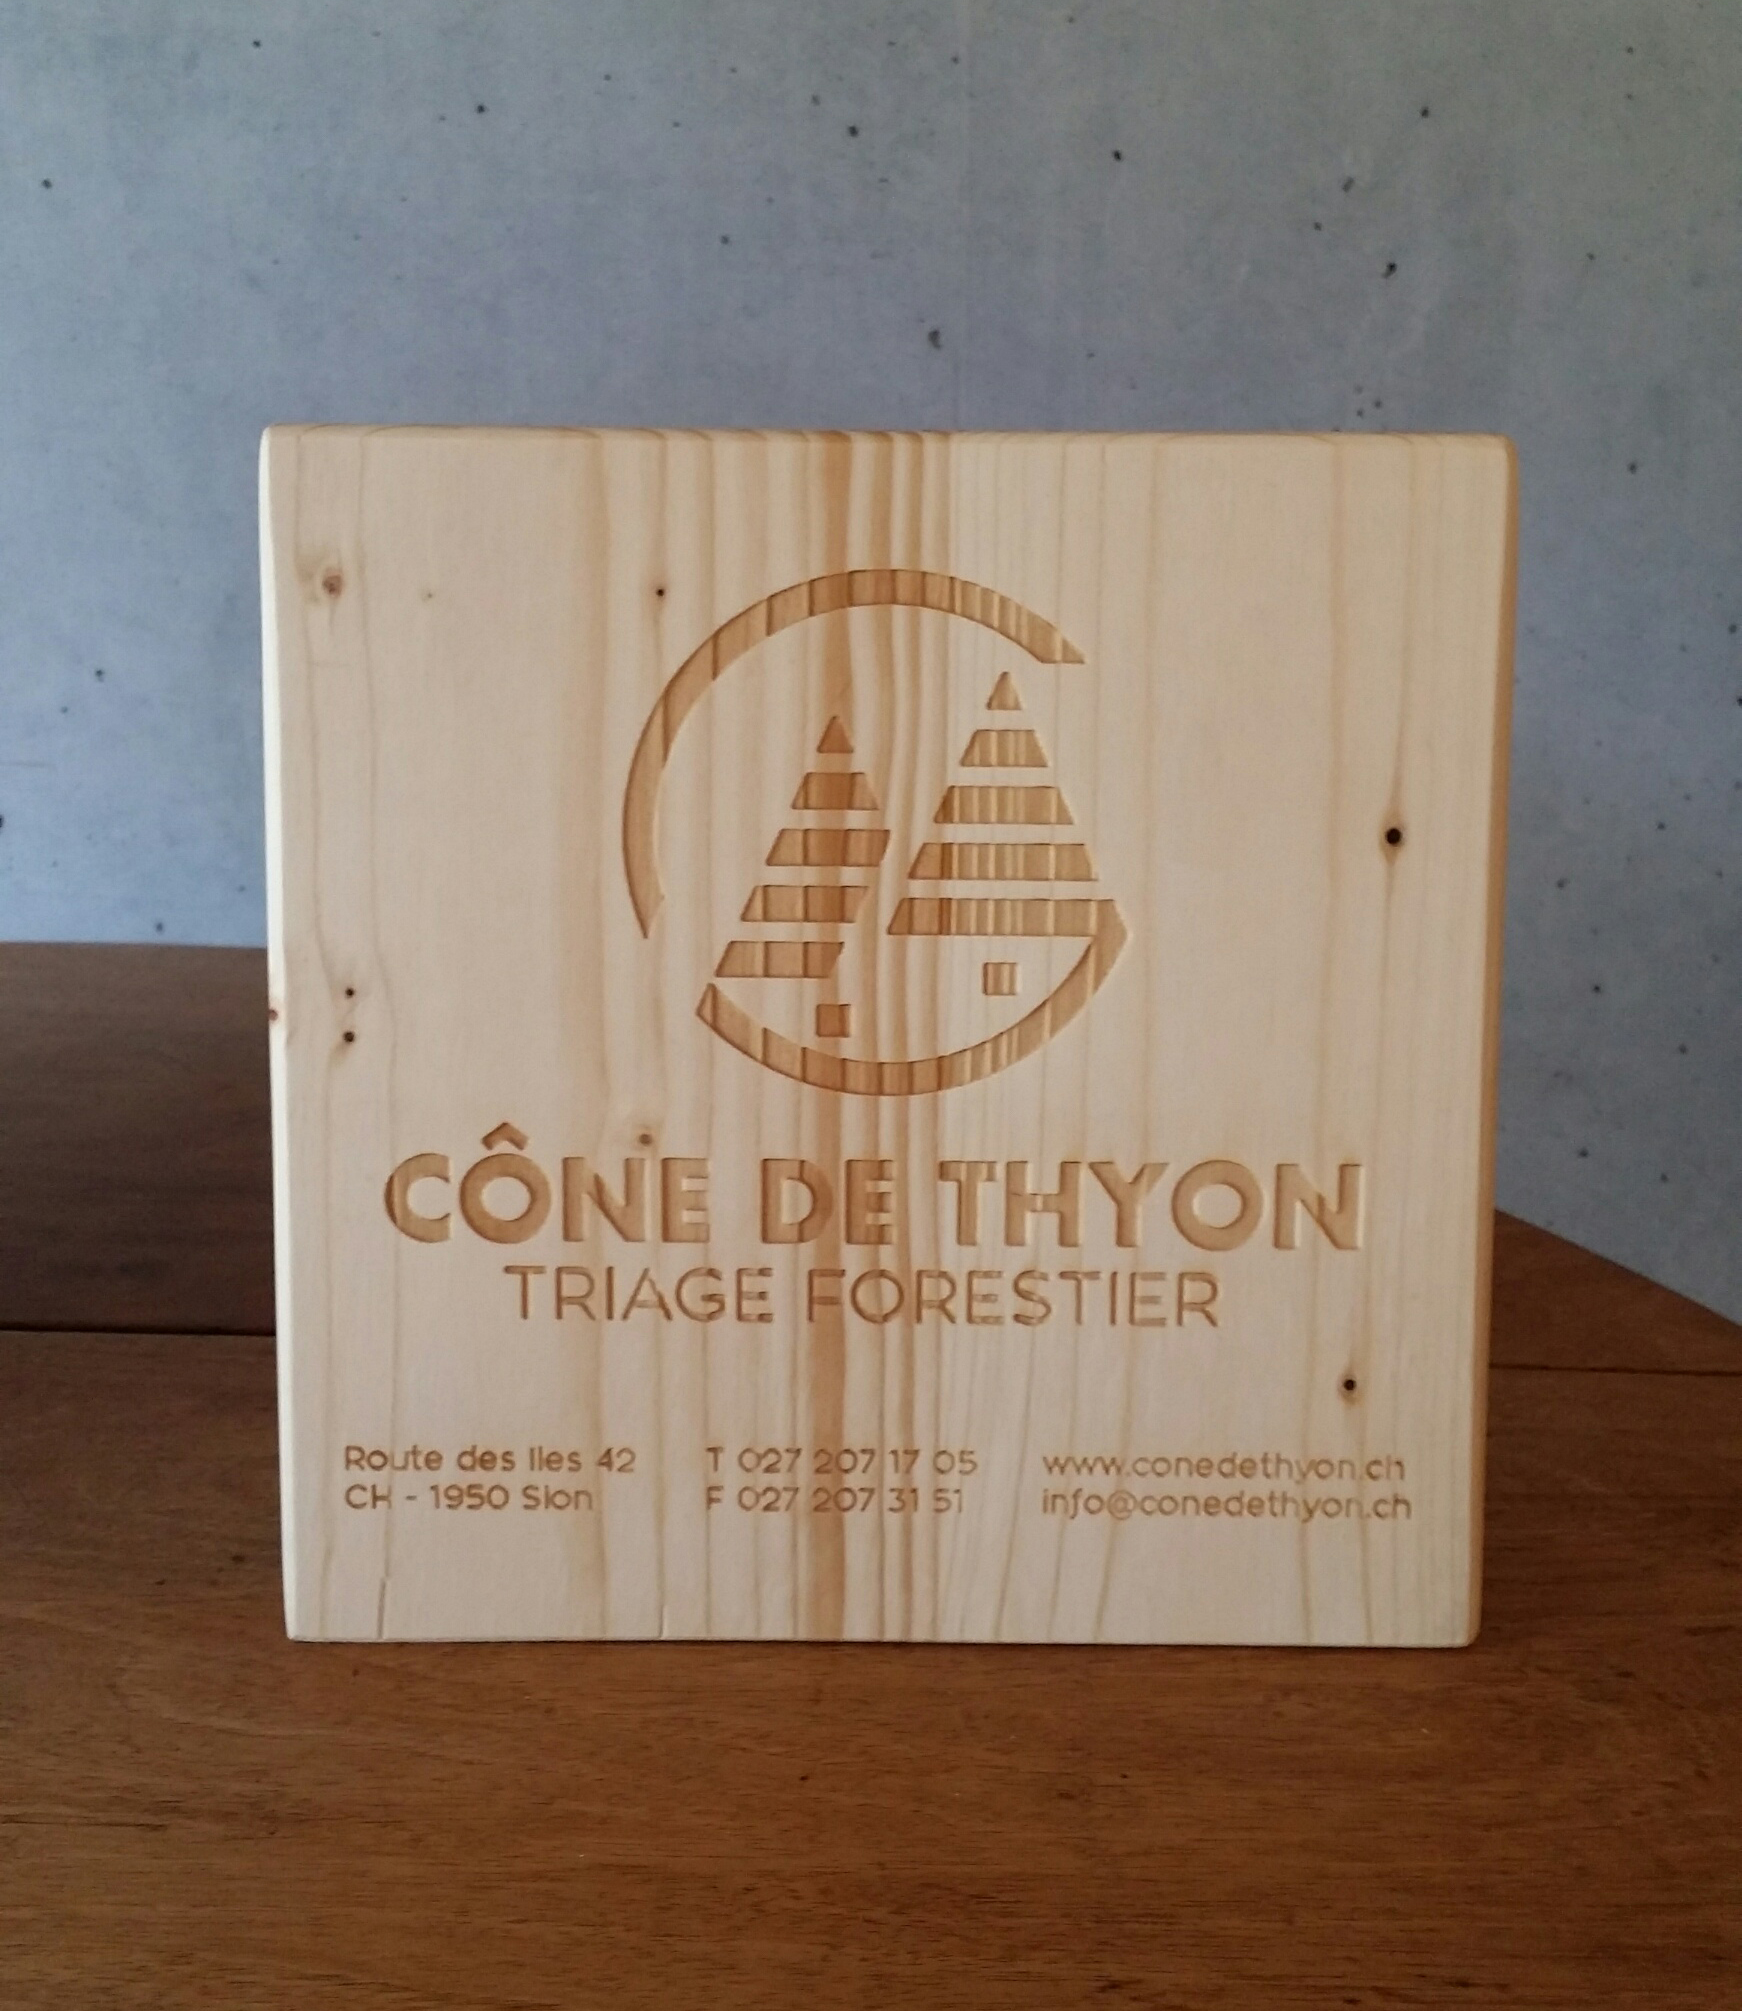 CÔNE DE THYON
TRIAGE FORESTIER
Route des Iles 42
CH - 1950 Sion
T 027 207 17 05
F 027 207 31 51
www.conedethyon.ch
info@conedethyon.ch